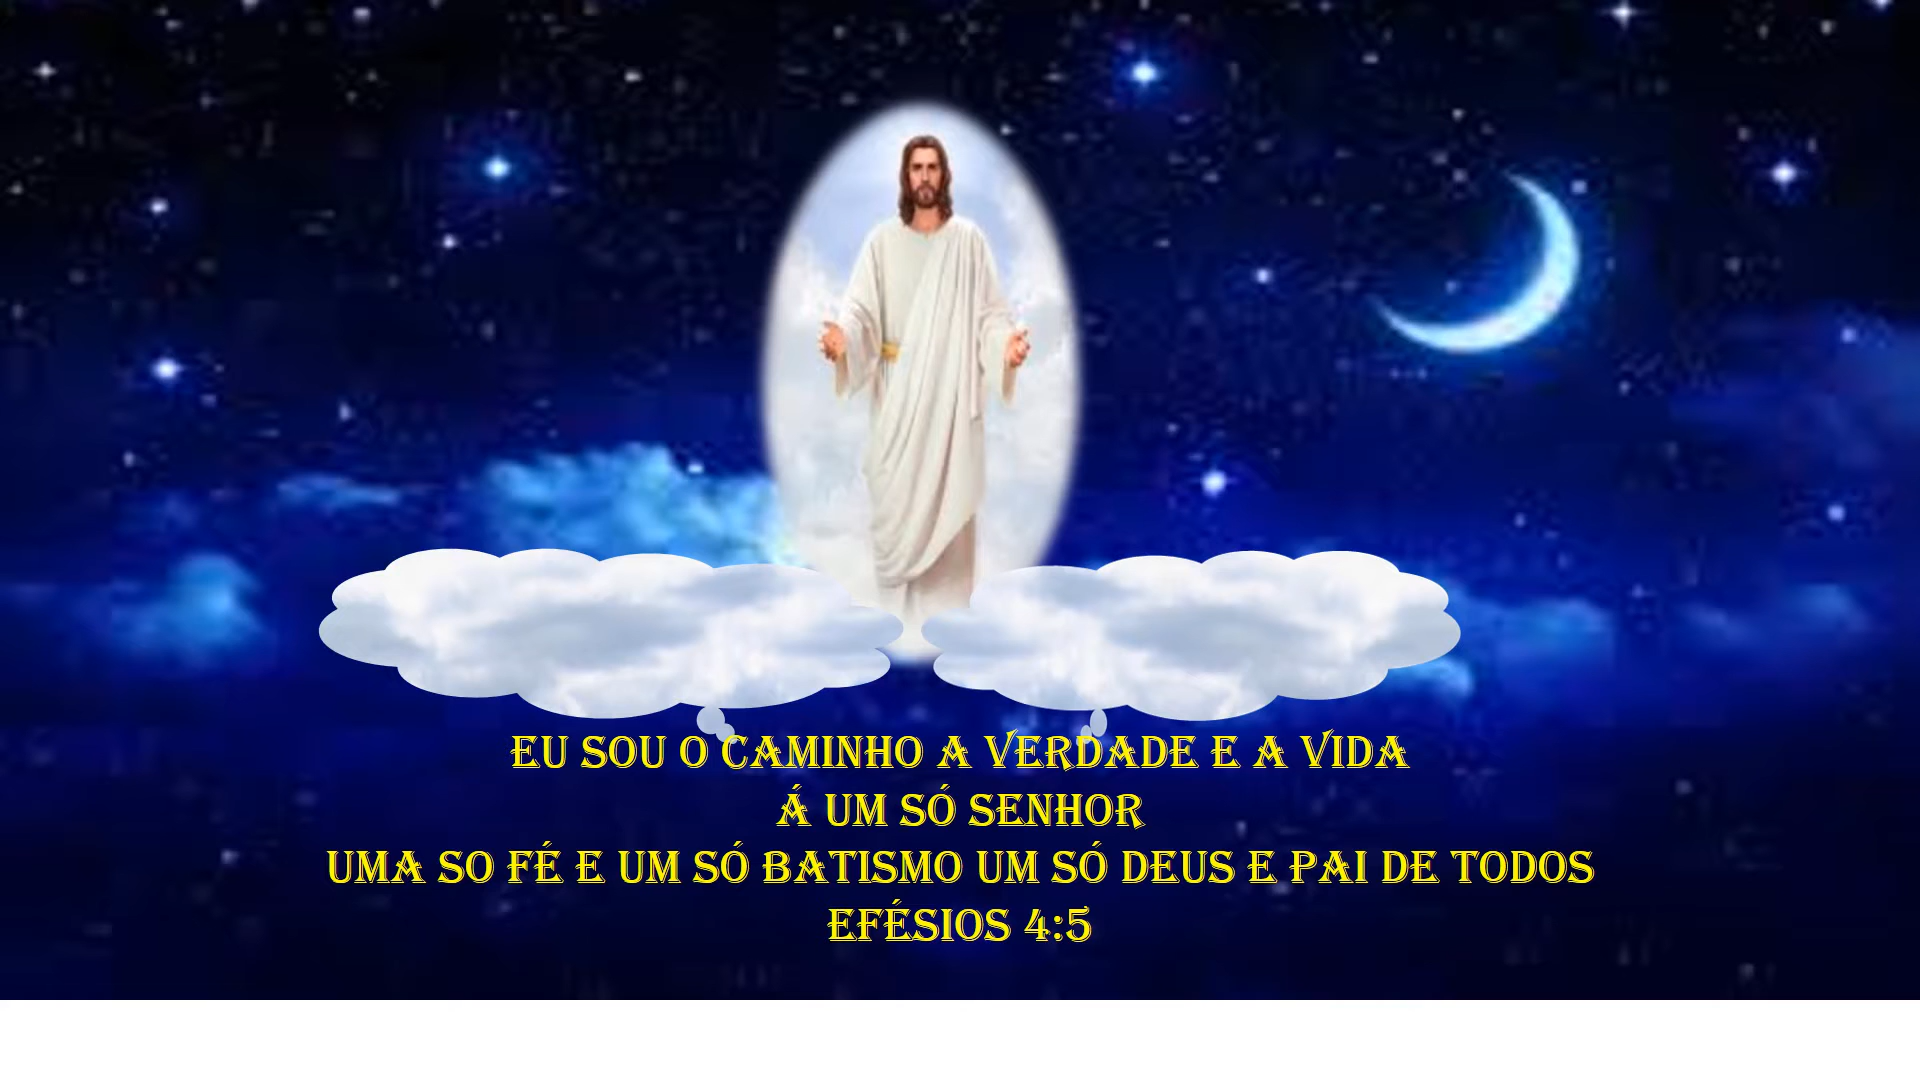 EU SOU O CAMINHO A VERDADE E A VIDA
Á UM SÓ SENHOR
UMA SO FÉ E UM SÓ BATISMO UM SÓ DEUS E PAI DE TODOS
EFÉSIOS 4:5